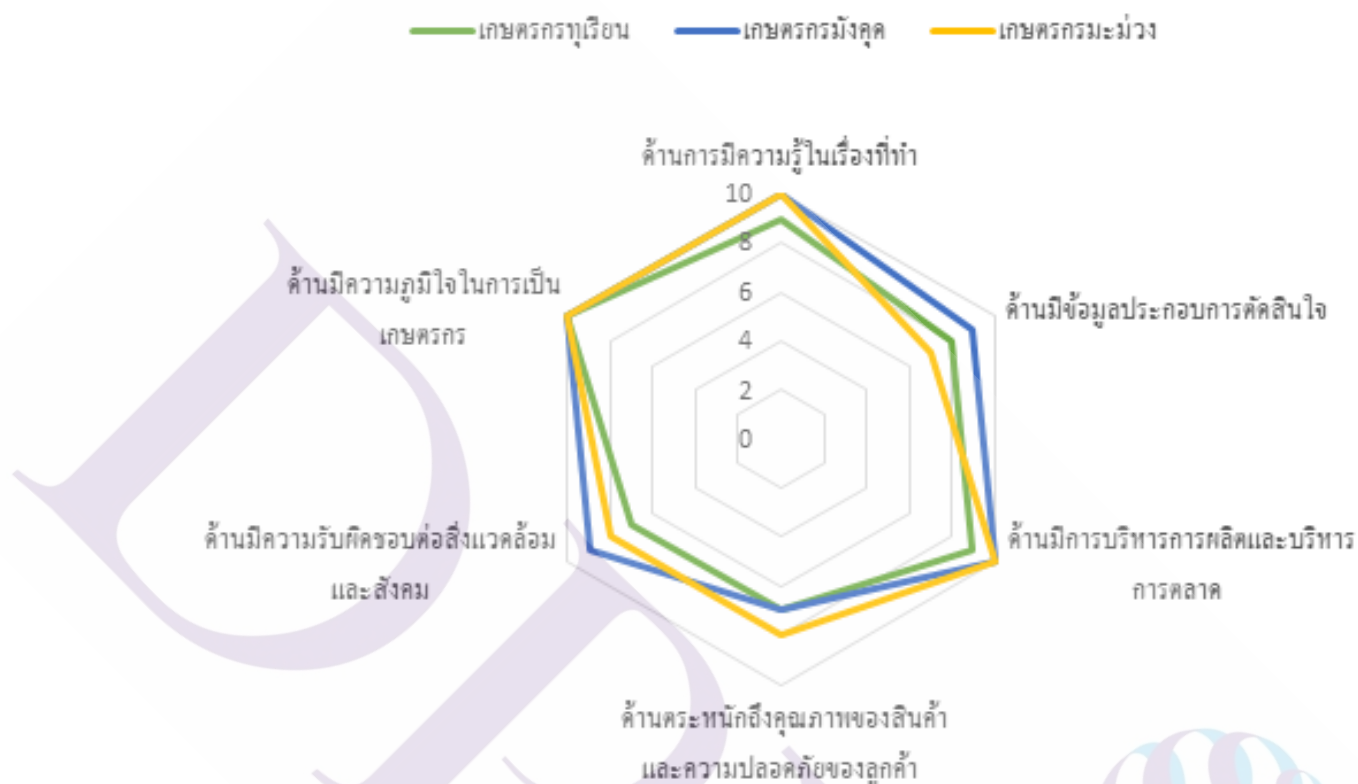 เกษตรกรทุเรียน เกษตรกรมังคุด เกษตรกรมะม่วง
ด้านการมีความรู้ในเรื่องที่ทำ
10
8
6
4
2
0
ด้านมีข้อมูลประกอบการตัดสินใจ
ด้านมีการบริหารการผลิตและบริหาร
การตลาด
ด้านตระหนักถึงคุณภาพของสินค้า
และความปลอดภัยของลูกค้า
ด้านมีความรับผิดชอบต่อสิ่งแวดล้อม
และสังคม
ด้านมีความภูมิใจในการเป็น
เกษตรกร